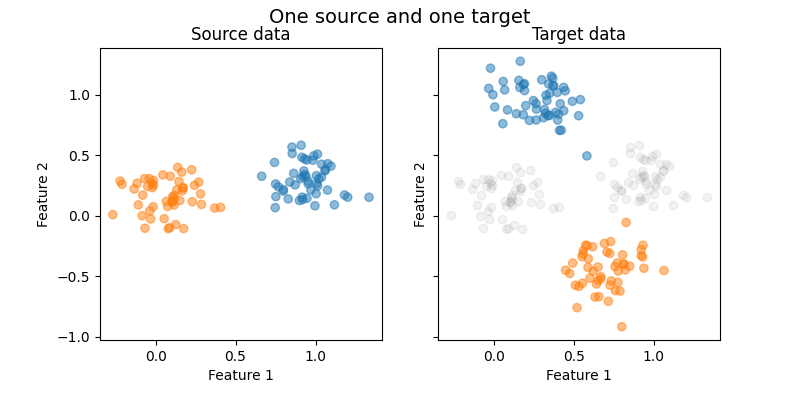 One source and one target
Source data
Target data
Feature 2
1.0
0.5
0.0
−0.5
−1.0
0.0 0.5 1.0
Feature 1
Feature 2
0.0 0.5 1.0
Feature 1